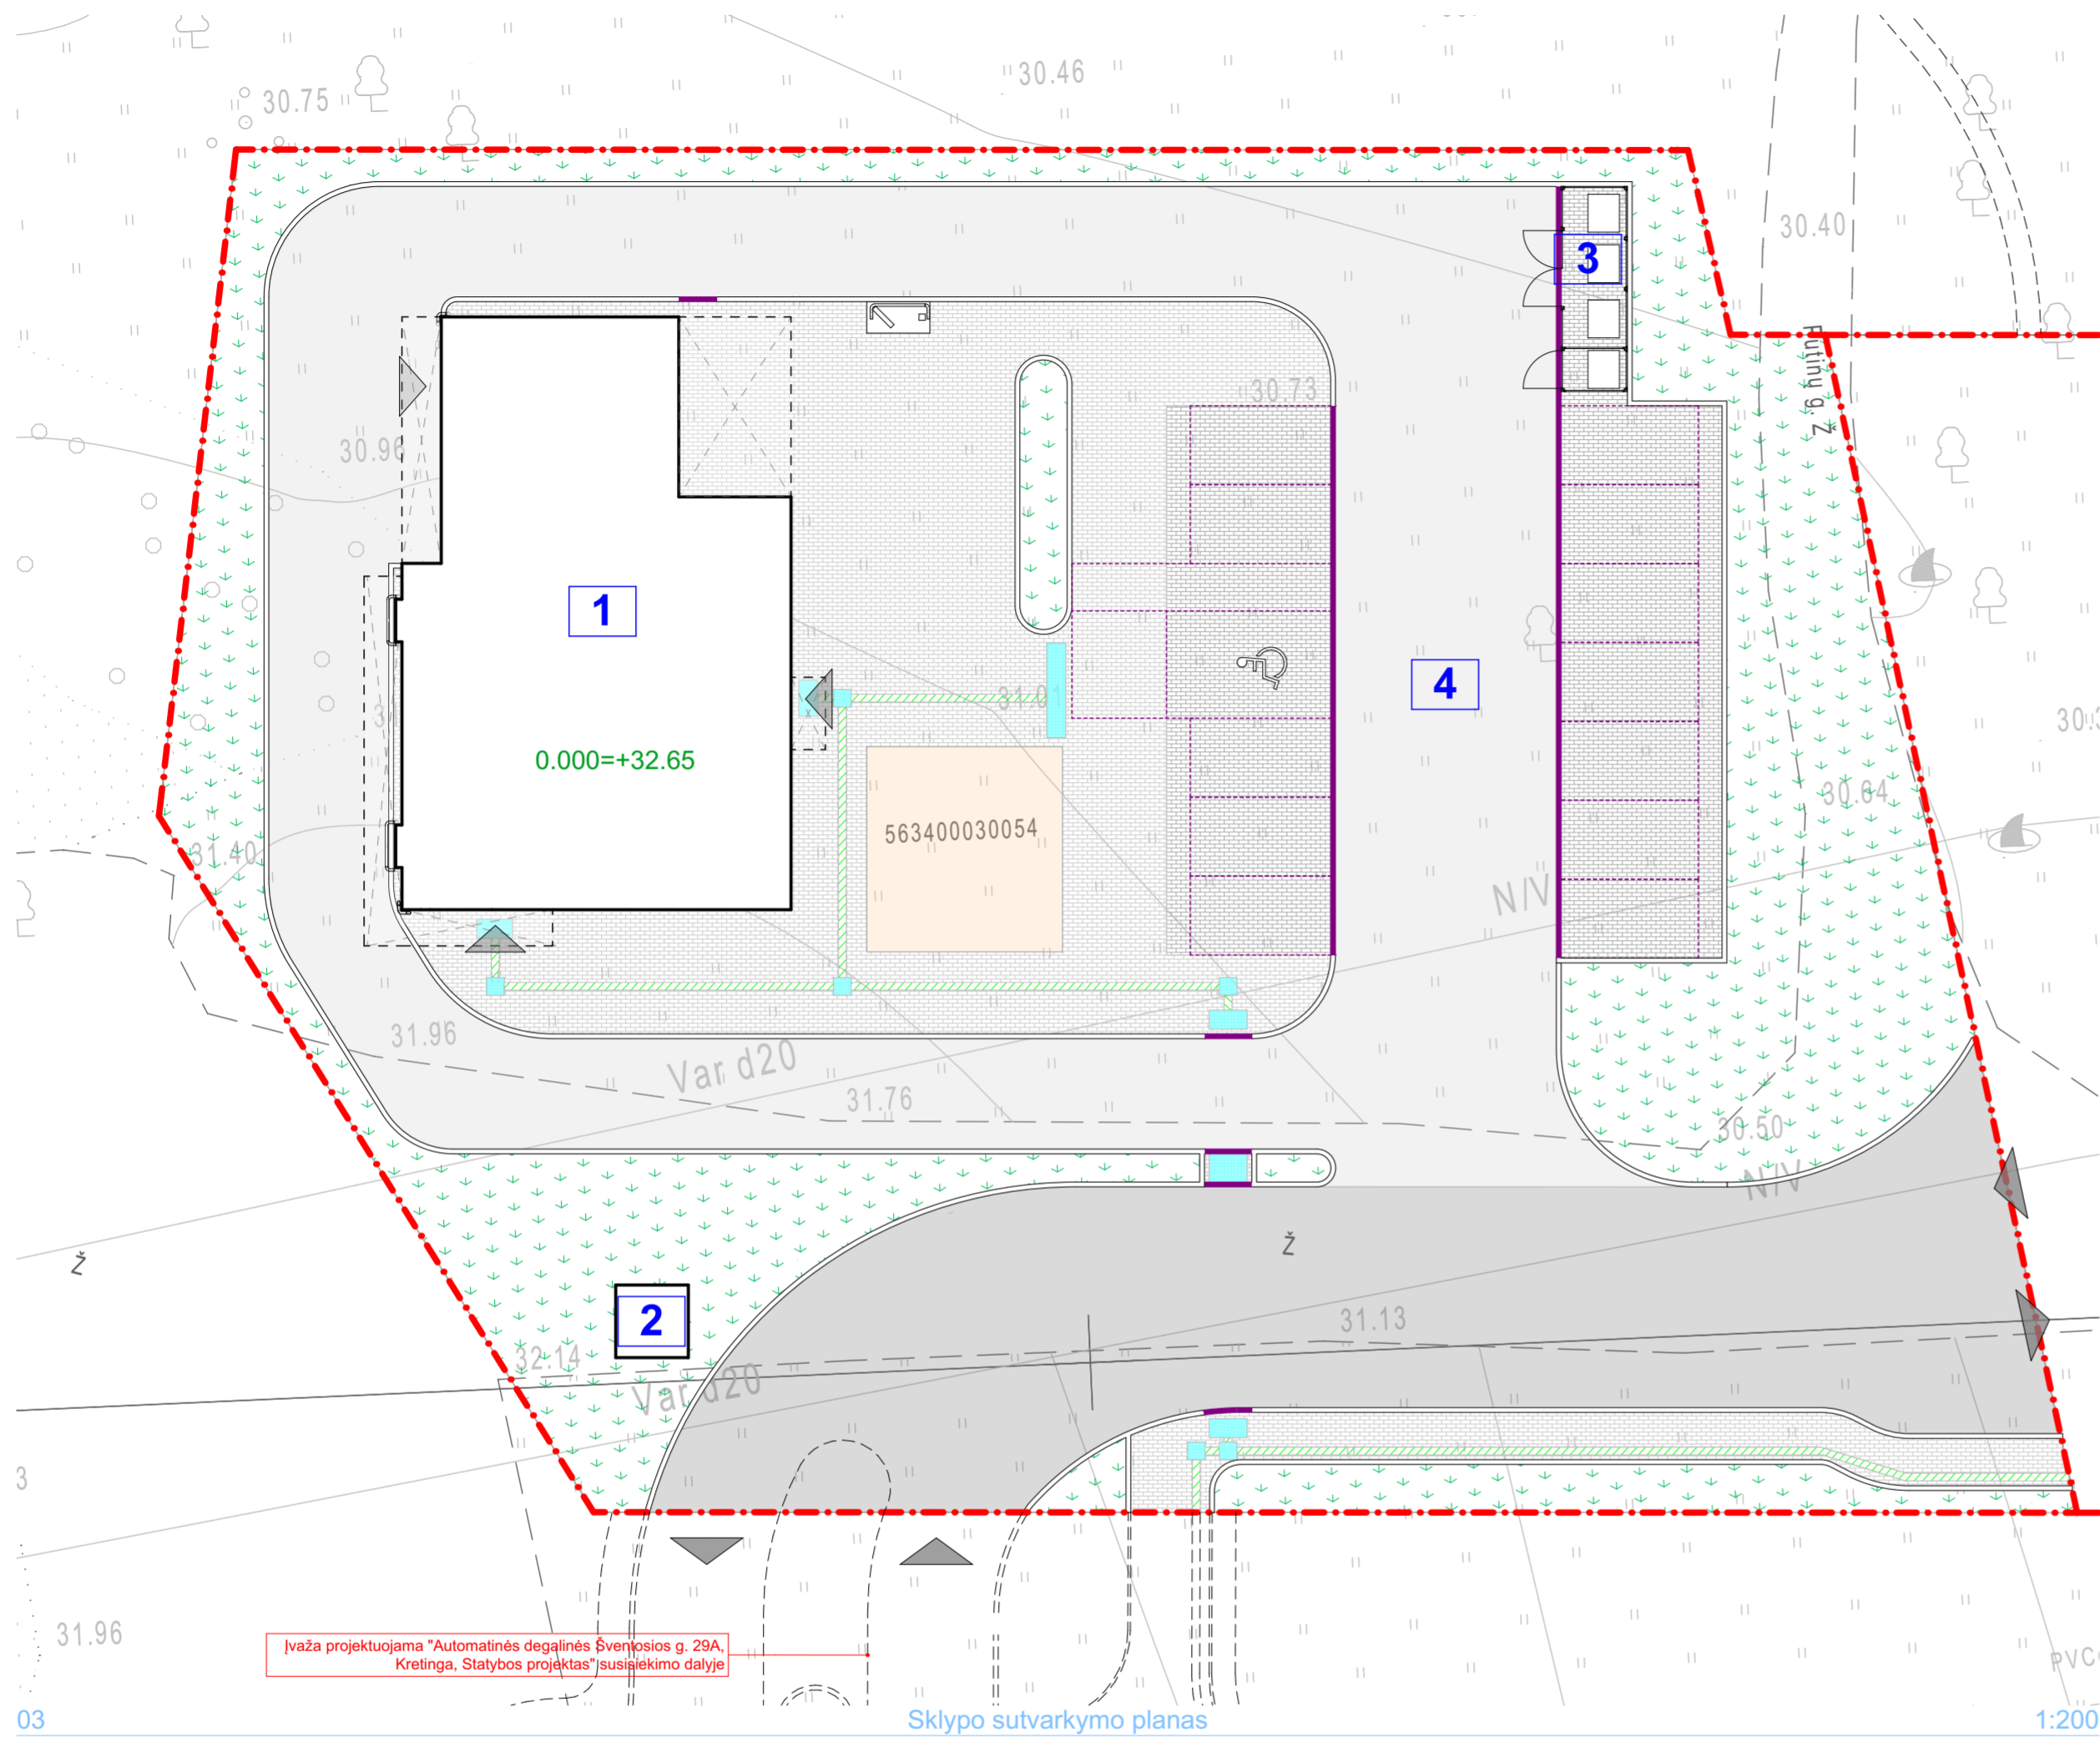 30.46
30.75
30.40
3
Ž
30.73
30.96
1
4
31.01
0.000=+32.65
30.64
563400030054
31.40
N/V
31.96
Var d20
31.76
30.50
N/V
Ž
Ž
2
31.13
32.14
Var d20
3
31.96
Įvaža projektuojama "Automatinės degalinės Šventosios g. 29A,
Kretinga, Statybos projektas" susisiekimo dalyje
03
Sklypo sutvarkymo planas
1:200